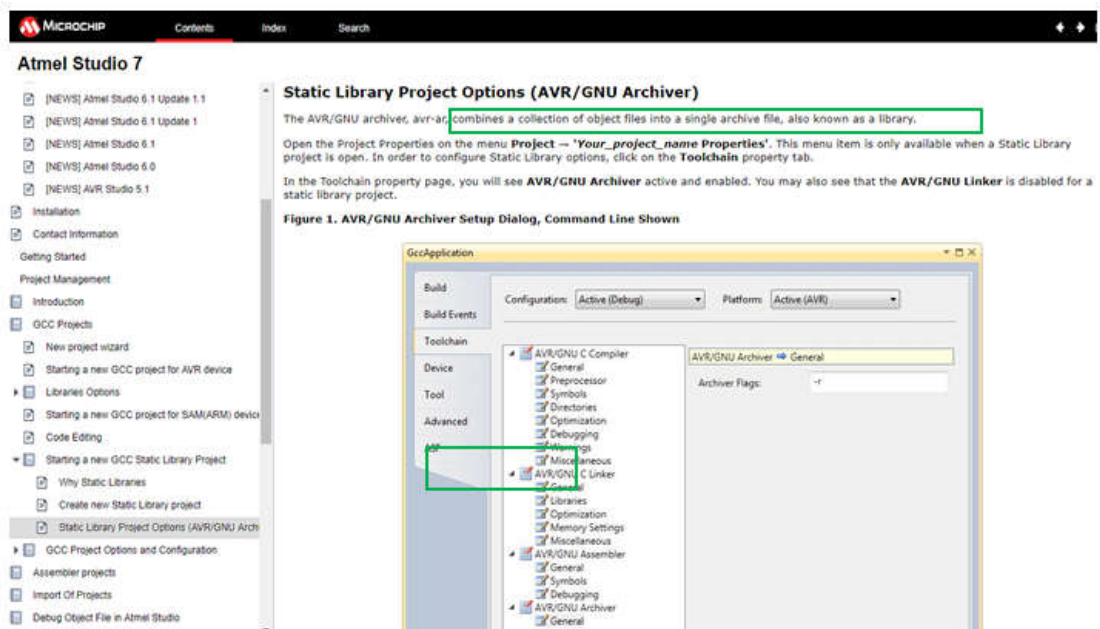 MICROCHIP
Contents
Index
Search
Atmel Studio 7
[NEWS] Atmel Studio 6.1 Update 1.1
[NEWS] Atmel Studio 6.1 Update 1
[NEWS] Atmel Studio 6.1
[NEWS] Atmel Studio 6.0
[NEWS] AVR Studio 5.1
Installation
Contact Information
Getting Started
Project Management
Introduction
GCC Projects
New project wizard
Starting a new GCC project for AVR device
Libraries Options
Starting a new GCC project for SAM(ARM) device
Code Editing
Starting a new GCC Static Library Project
Why Static Libraries
Create new Static Library project
Static Library Project Options (AVR/GNU Arch
GCC Project Options and Configuration
Assembler projects
Import Of Projects
Debug Object File in Atmel Studio
Static Library Project Options (AVR/GNU Archiver)
The AVR/GNU archiver, avr-ar, combines a collection of object files into a single archive file, also known as a library.
Open the Project Properties on the menu Project → 'Your_project_name Properties'. This menu item is only available when a Static Library
project is open. In order to configure Static Library options, click on the Toolchain property tab.
In the Toolchain property page, you will see AVR/GNU Archiver active and enabled. You may also see that the AVR/GNU Linker is disabled for a
static library project.
Figure 1. AVR/GNU Archiver Setup Dialog, Command Line Shown
GccApplication
Build
Build Events
Toolchain
Device
Tool
Advanced
Configuration: Active (Debug)
Platform: Active (AVR)
AVR/GNU C Compiler
General
Preprocessor
Symbols
Directories
Optimization
Debugging
Warnings
Miscellaneous
AVR/GNU C Linker
General
Libraries
Optimization
Memory Settings
Miscellaneous
AVR/GNU Assembler
General
Symbols
Debugging
AVR/GNU Archiver
General
AVR/GNU Archiver ⇨ General
Archiver Flags: -r